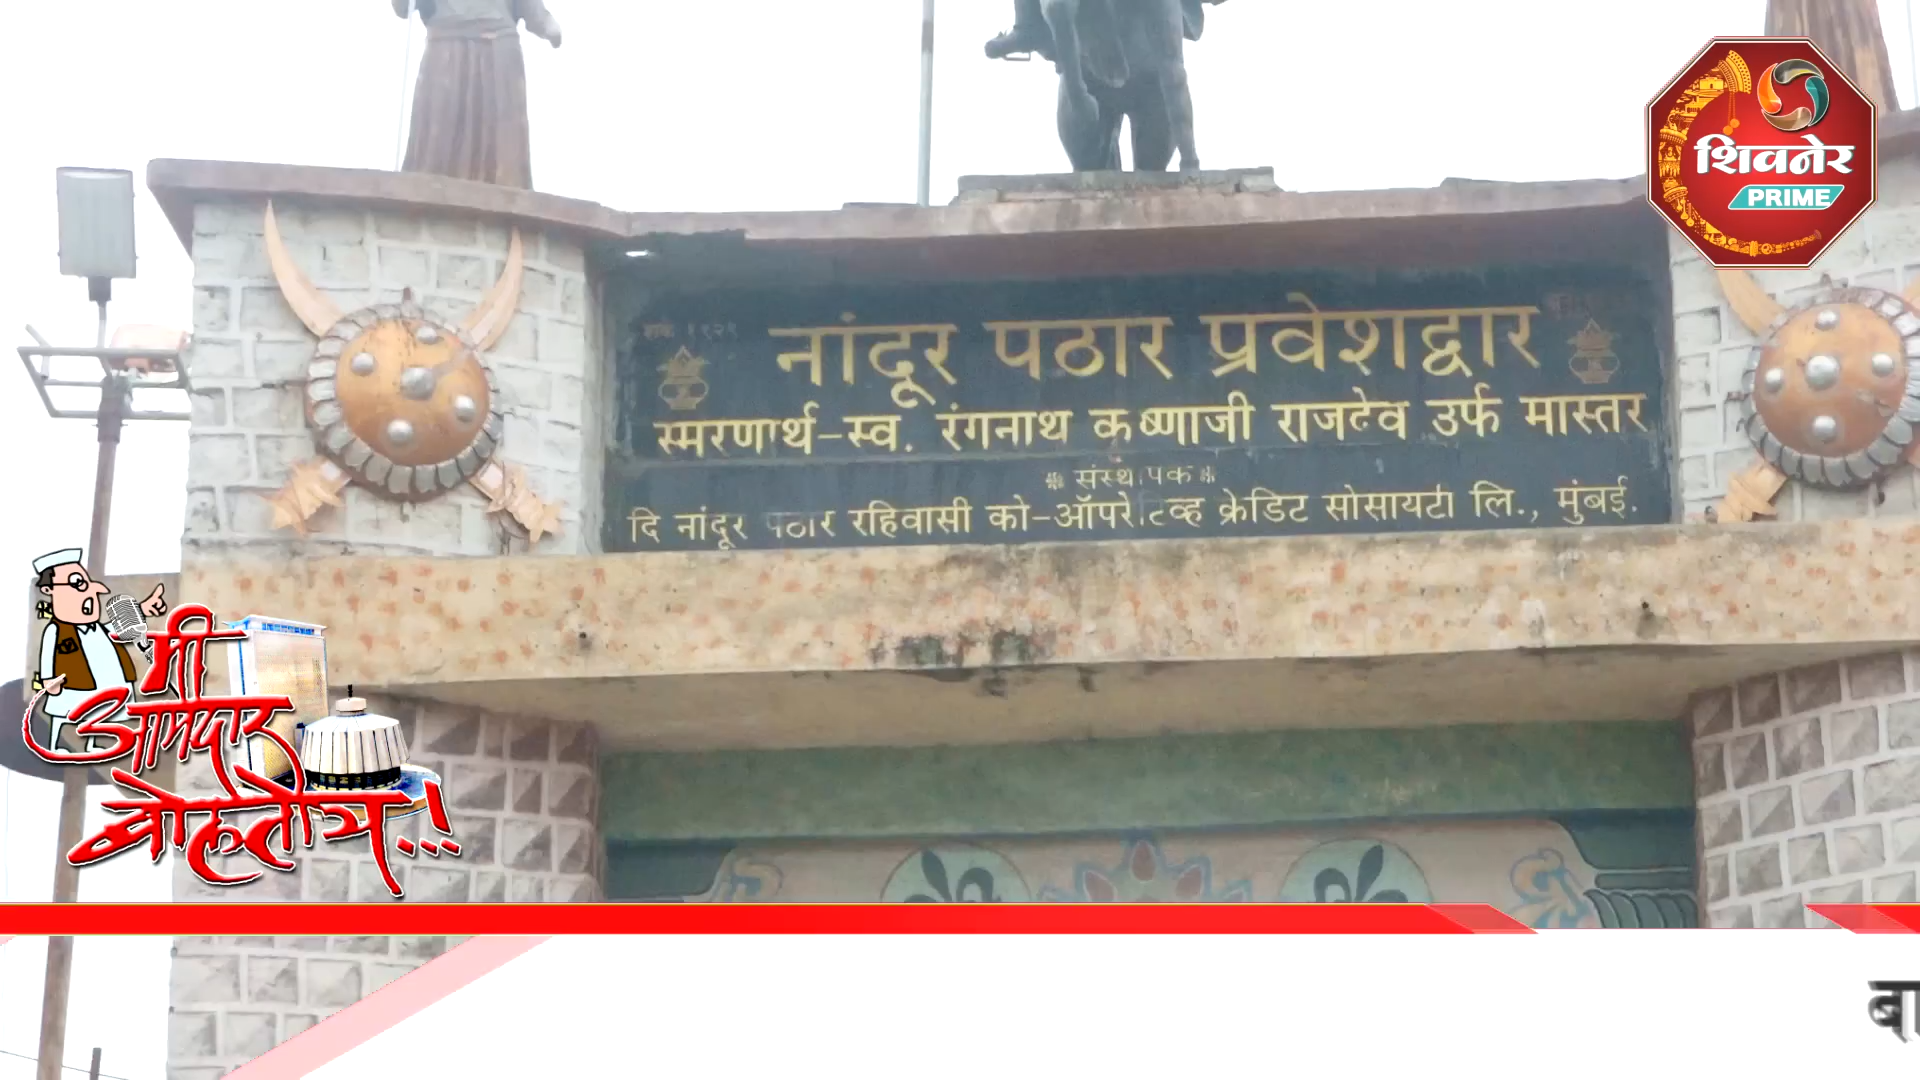 शिवनेर
PRIME
नांदूर पठार प्रवेशद्वार
स्मरणार्थ-स्व. रंगनाथ कृष्णाजी राजदेव उर्फ मास्तर
संस्थापक
दि नांदूर पठार रहिवासी को-ऑपरेटिव्ह क्रेडिट सोसायटी लि., मुंबई.
मी
आमदार
बोलतोय..!